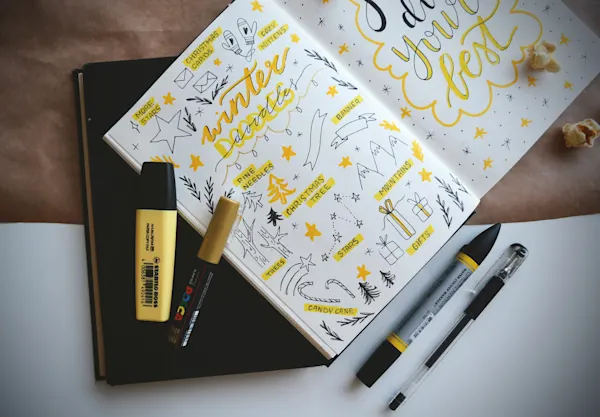 CHRISTMAS
CARDS
COZY
MITTENS
MORE
STARS
winter
DOODLES
BANNER
PINE
NEEDLES
CHRISTMAS
TREE
MOUNTAINS
STARS
GIFTS
TREES
CANDY CANE
your
best
STABILO BOSS
POSCA